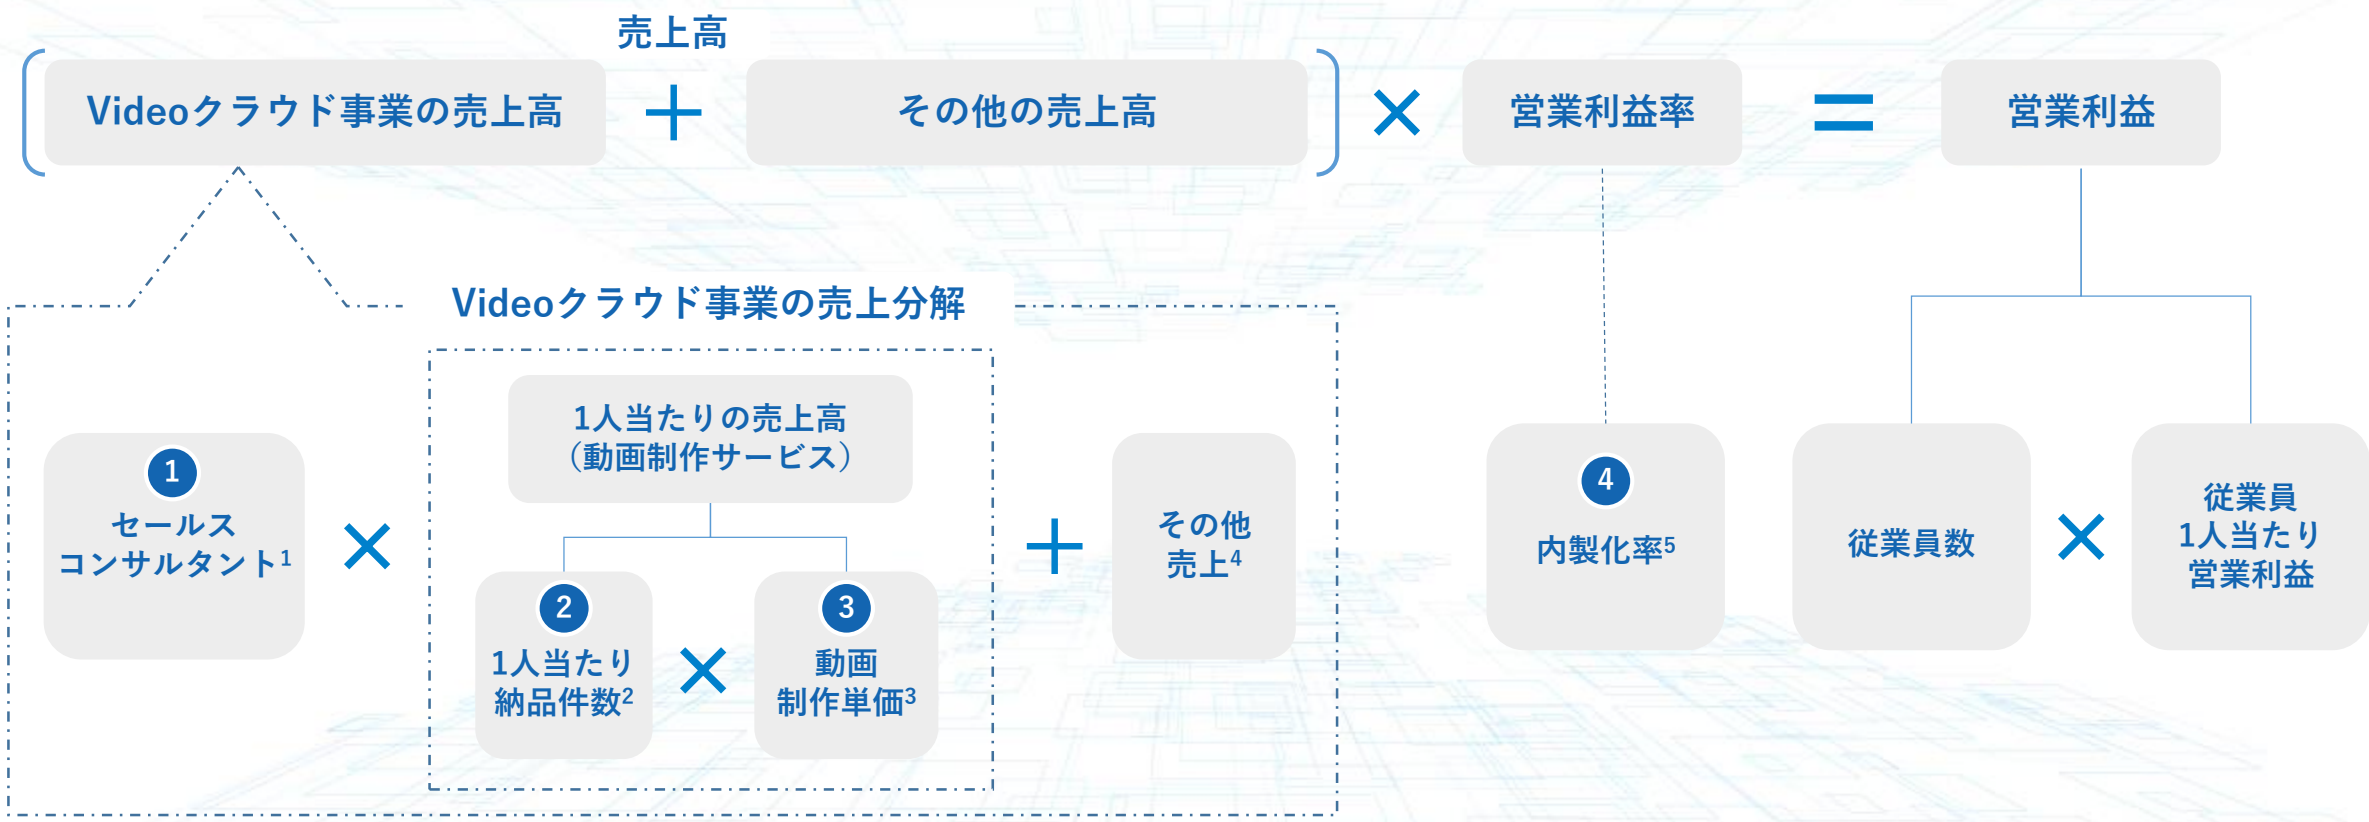 売上高
Videoクラウド事業の売上高
＋
その他の売上高
×
営業利益率
＝
営業利益
Videoクラウド事業の売上分解
1
セールス
コンサルタント1
×
1人当たりの売上高
（動画制作サービス）
2
1人当たり
納品件数2
×
3
動画
制作単価3
＋
その他
売上4
4
内製化率5
従業員数
×
従業員
1人当たり
営業利益